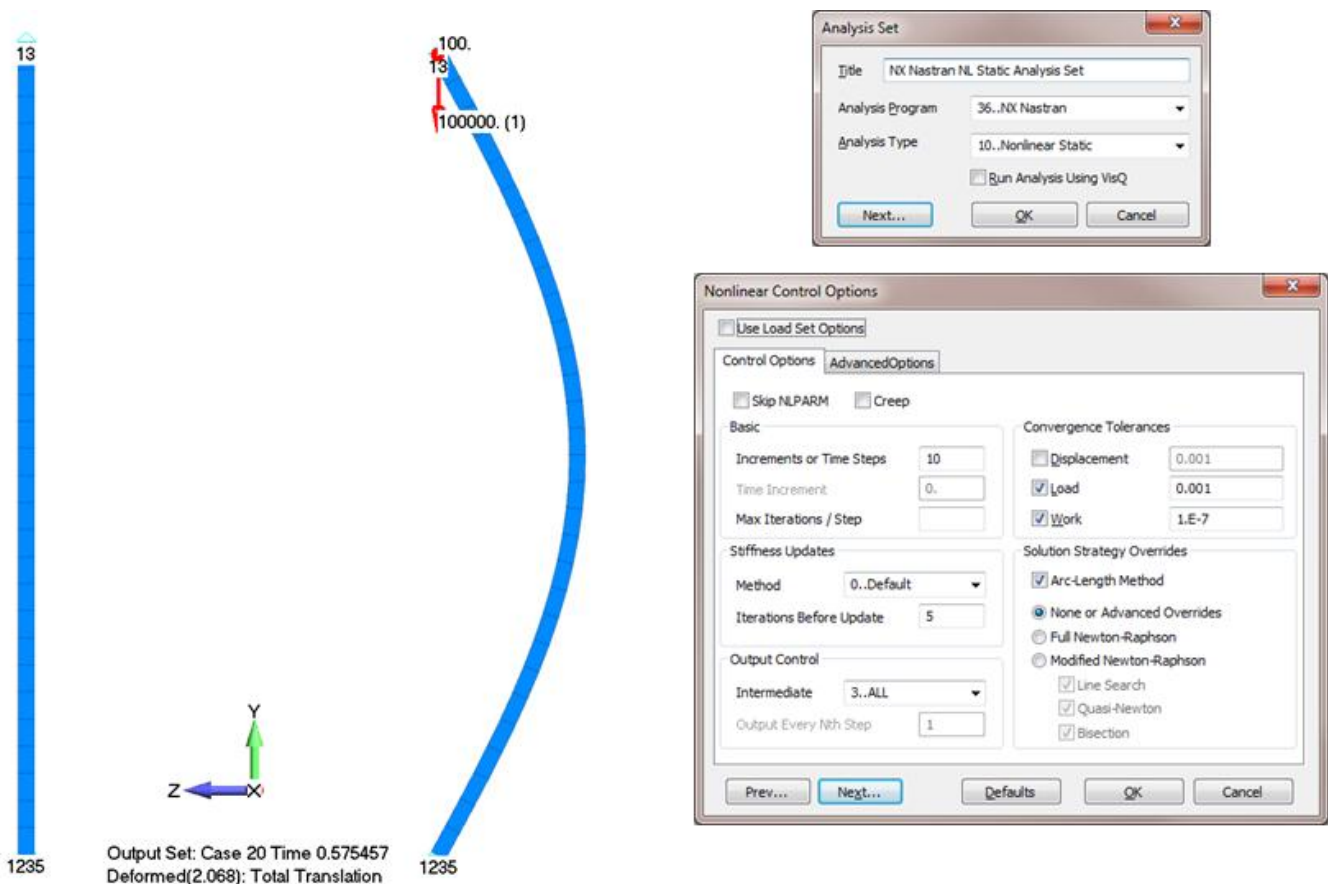 13
1235
100.
13
100000. (1)
1235
Y
Z
X
Output Set: Case 20 Time 0.575457
Deformed(2.068): Total Translation
Analysis Set
Title NX Nastran NL Static Analysis Set
Analysis Program 36..NX Nastran
Analysis Type 10..Nonlinear Static
Run Analysis Using VisQ
Next... OK Cancel
Nonlinear Control Options
Use Load Set Options
Control Options AdvancedOptions
Skip NLPARM Creep
Basic
Increments or Time Steps 10
Time Increment 0.
Max Iterations / Step
Stiffness Updates
Method 0..Default
Iterations Before Update 5
Output Control
Intermediate 3..ALL
Output Every Nth Step 1
Convergence Tolerances
Displacement 0.001
Load 0.001
Work 1.E-7
Solution Strategy Overrides
Arc-Length Method
None or Advanced Overrides
Full Newton-Raphson
Modified Newton-Raphson
Line Search
Quasi-Newton
Bisection
Prev... Next... Defaults OK Cancel